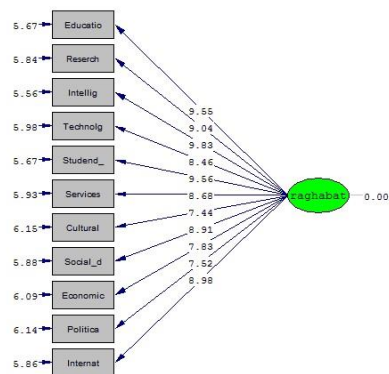 5.67 Educatio 9.55
5.84 Reserch 9.04
5.56 Intellig 9.83
5.98 Technolg 8.46
5.67 Studend_ 9.56
5.93 Services 8.68 raghabat 0.00
6.15 Cultural 7.44
5.88 Social_d 8.91
6.09 Economic 7.83
6.14 Politica 7.52
5.86 Internat 8.98